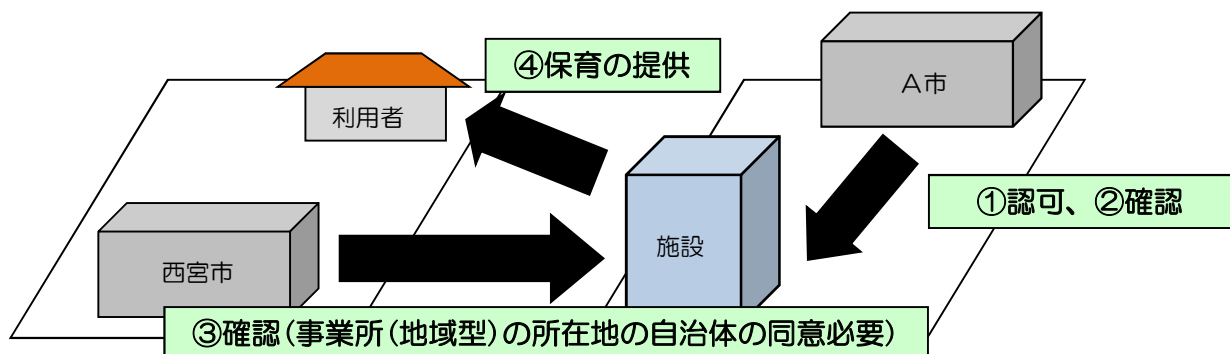 ④保育の提供
A市
利用者
①認可、②確認
施設
西宮市
③確認(事業所(地域型)の所在地の自治体の同意必要)